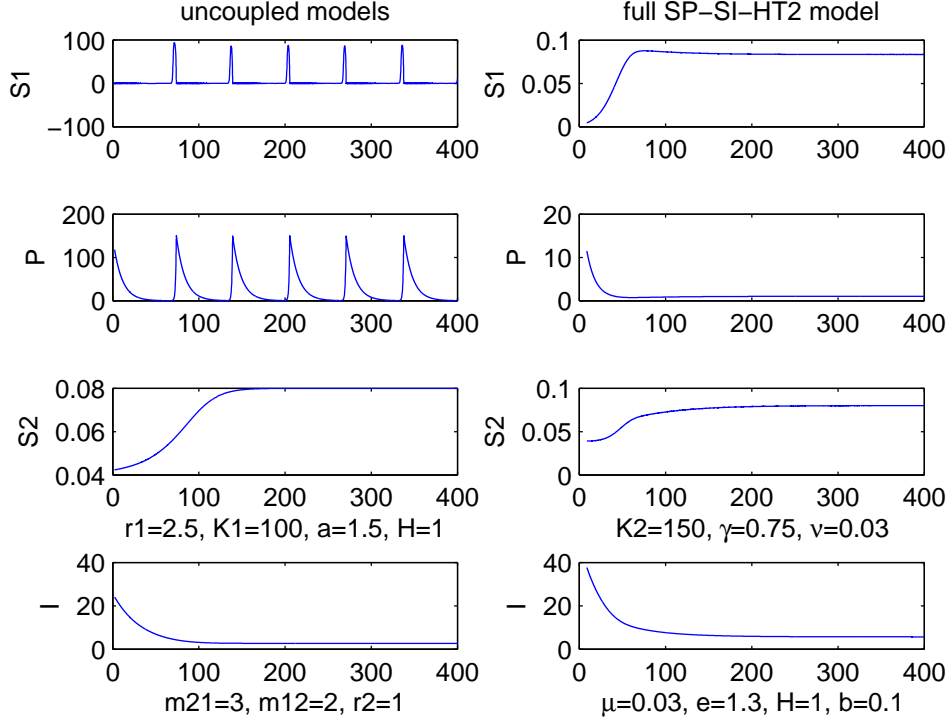 uncoupled models
full SP−SI−HT2 model
S1
100
0
−100
0 100 200 300 400
S1
0.1
0.05
0
0 100 200 300 400
P
200
100
0
0 100 200 300 400
P
20
10
0
0 100 200 300 400
S2
0.08
0.06
0.04
0 100 200 300 400
r1=2.5, K1=100, a=1.5, H=1
S2
0.1
0.05
0
0 100 200 300 400
K2=150, γ=0.75, ν=0.03
I
40
20
0
0 100 200 300 400
m21=3, m12=2, r2=1
I
40
20
0
0 100 200 300 400
μ=0.03, e=1.3, H=1, b=0.1